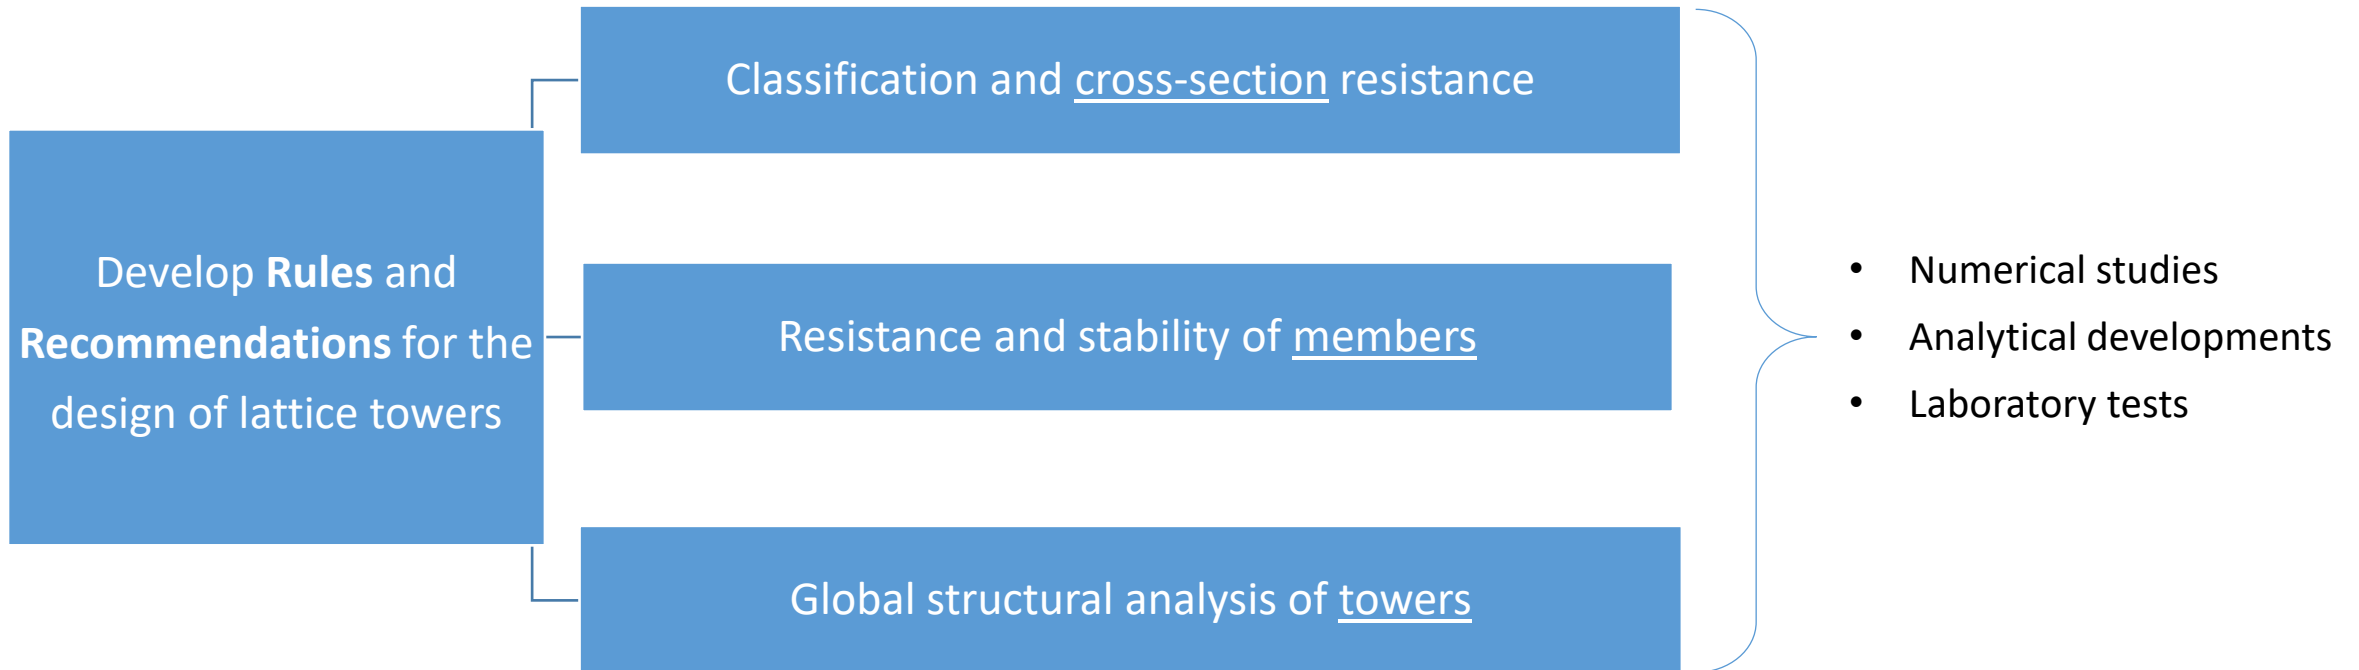 Develop Rules and
Recommendations for the
design of lattice towers
Classification and cross-section resistance
Resistance and stability of members
Global structural analysis of towers
• Numerical studies
• Analytical developments
• Laboratory tests